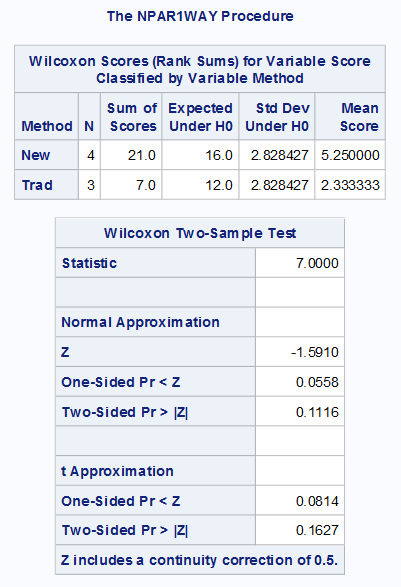 The NPAR1WAY Procedure
Wilcoxon Scores (Rank Sums) for Variable Score
Classified by Variable Method
Method N Sum of Scores Expected Under H0 Std Dev Under H0 Mean Score
New 4 21.0 16.0 2.828427 5.250000
Trad 3 7.0 12.0 2.828427 2.333333
Wilcoxon Two-Sample Test
Statistic 7.0000
Normal Approximation
Z -1.5910
One-Sided Pr < Z 0.0558
Two-Sided Pr > |Z| 0.1116
t Approximation
One-Sided Pr < Z 0.0814
Two-Sided Pr > |Z| 0.1627
Z includes a continuity correction of 0.5.